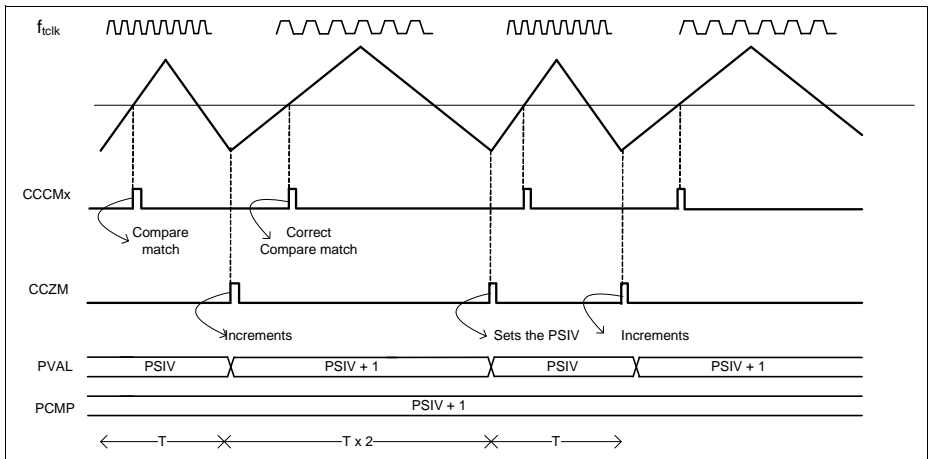 ftclk
CCCMx
Compare
match
Correct
Compare match
CCZM
Increments
Sets the PSIV
Increments
PVAL
PSIV
PSIV + 1
PSIV
PSIV + 1
PCMP
PSIV + 1
T
T x 2
T